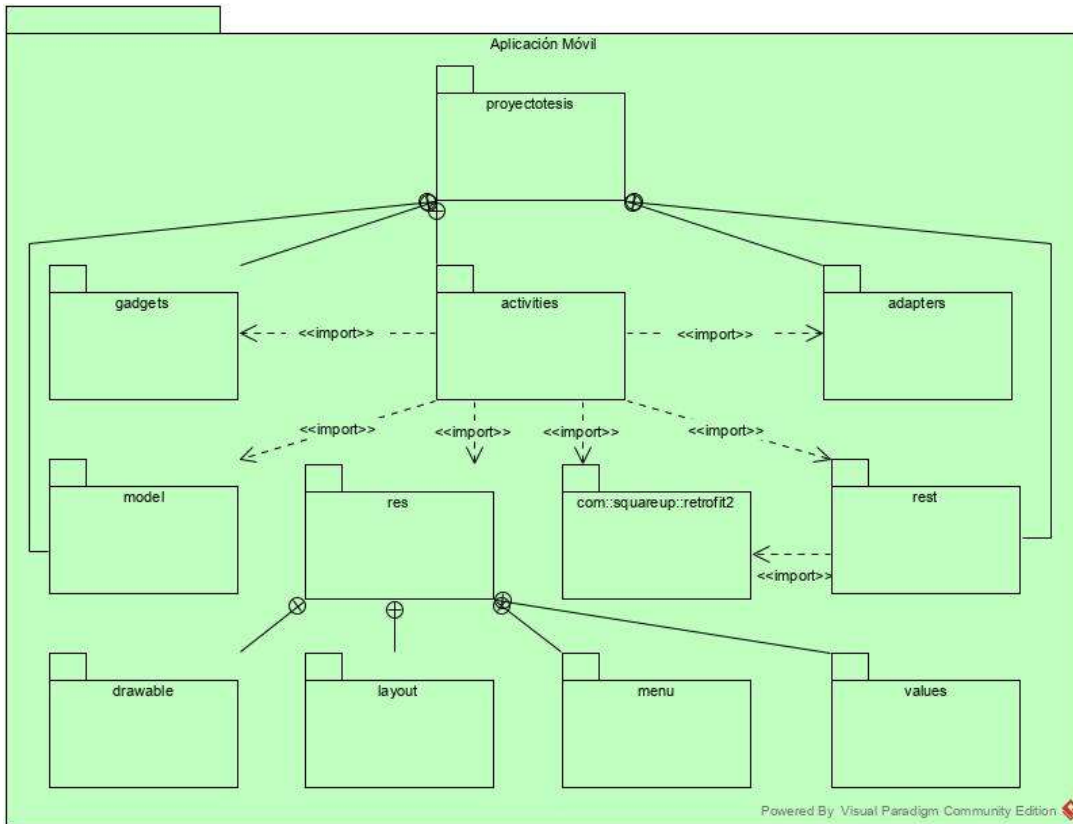 Aplicación Móvil
proyectotesis
gadgets
activities
adapters
<<import>>
<<import>>
<<import>>
<<import>>
<<import>>
<<import>>
model
res
com::squareup::retrofit2
rest
<<import>>
drawable
layout
menu
values
Powered By Visual Paradigm Community Edition